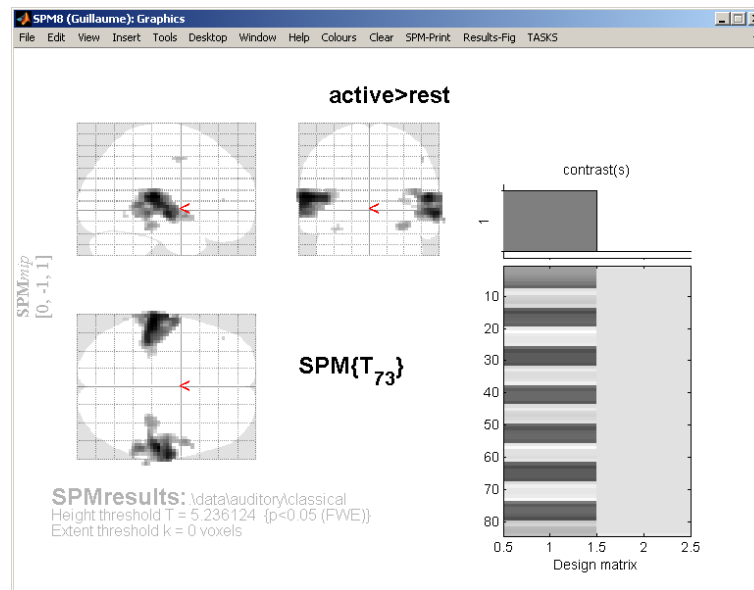 SPM8 (Guillaume): Graphics
File Edit View Insert Tools Desktop Window Help Colours Clear SPM-Print Results-Fig TASKS
active>rest
<
<
SPMmip
[0, -1, 1]
<
SPM{T73}
SPMresults: .\data\auditory\classical
Height threshold T = 5.236124 {p<0.05 (FWE)}
Extent threshold k = 0 voxels
contrast(s)
1
10
20
30
40
50
60
70
80
0.5 1 1.5 2 2.5
Design matrix